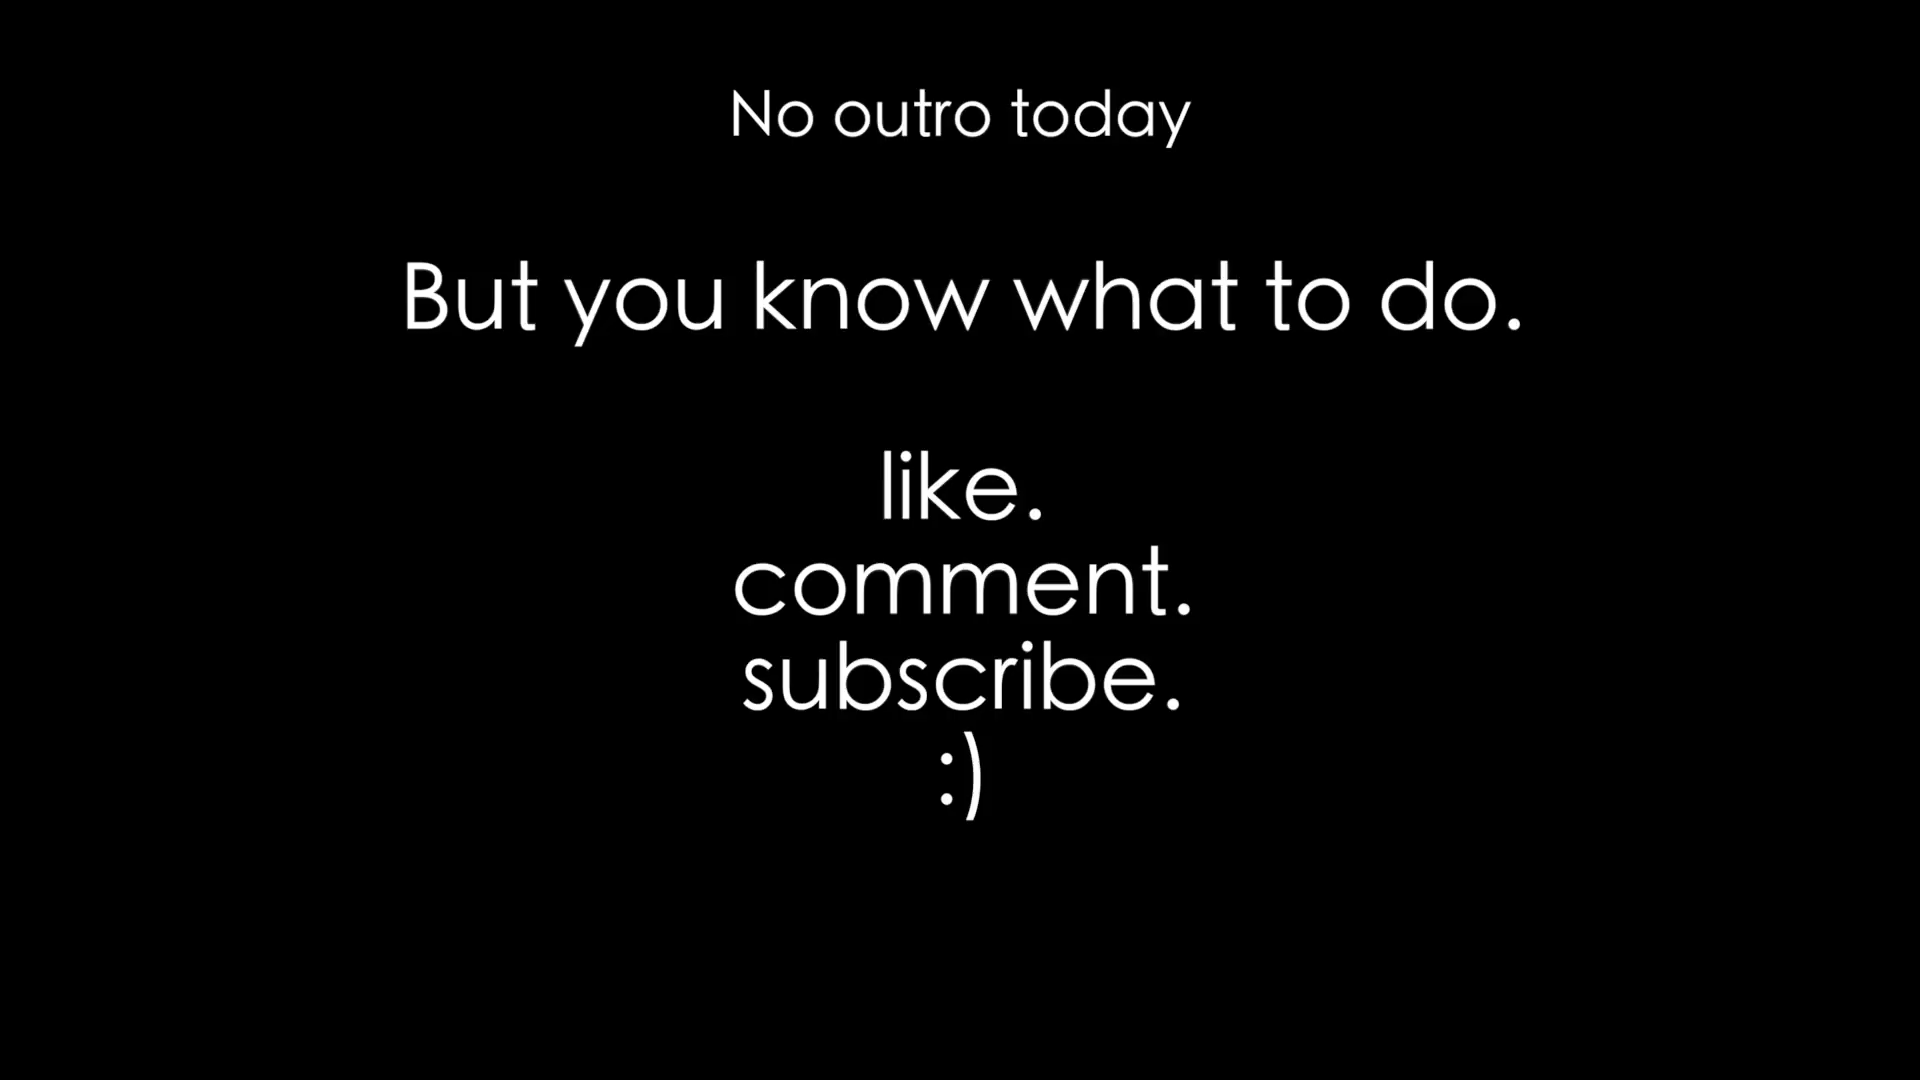 No outro today
But you know what to do.
like.
comment.
subscribe.
:)